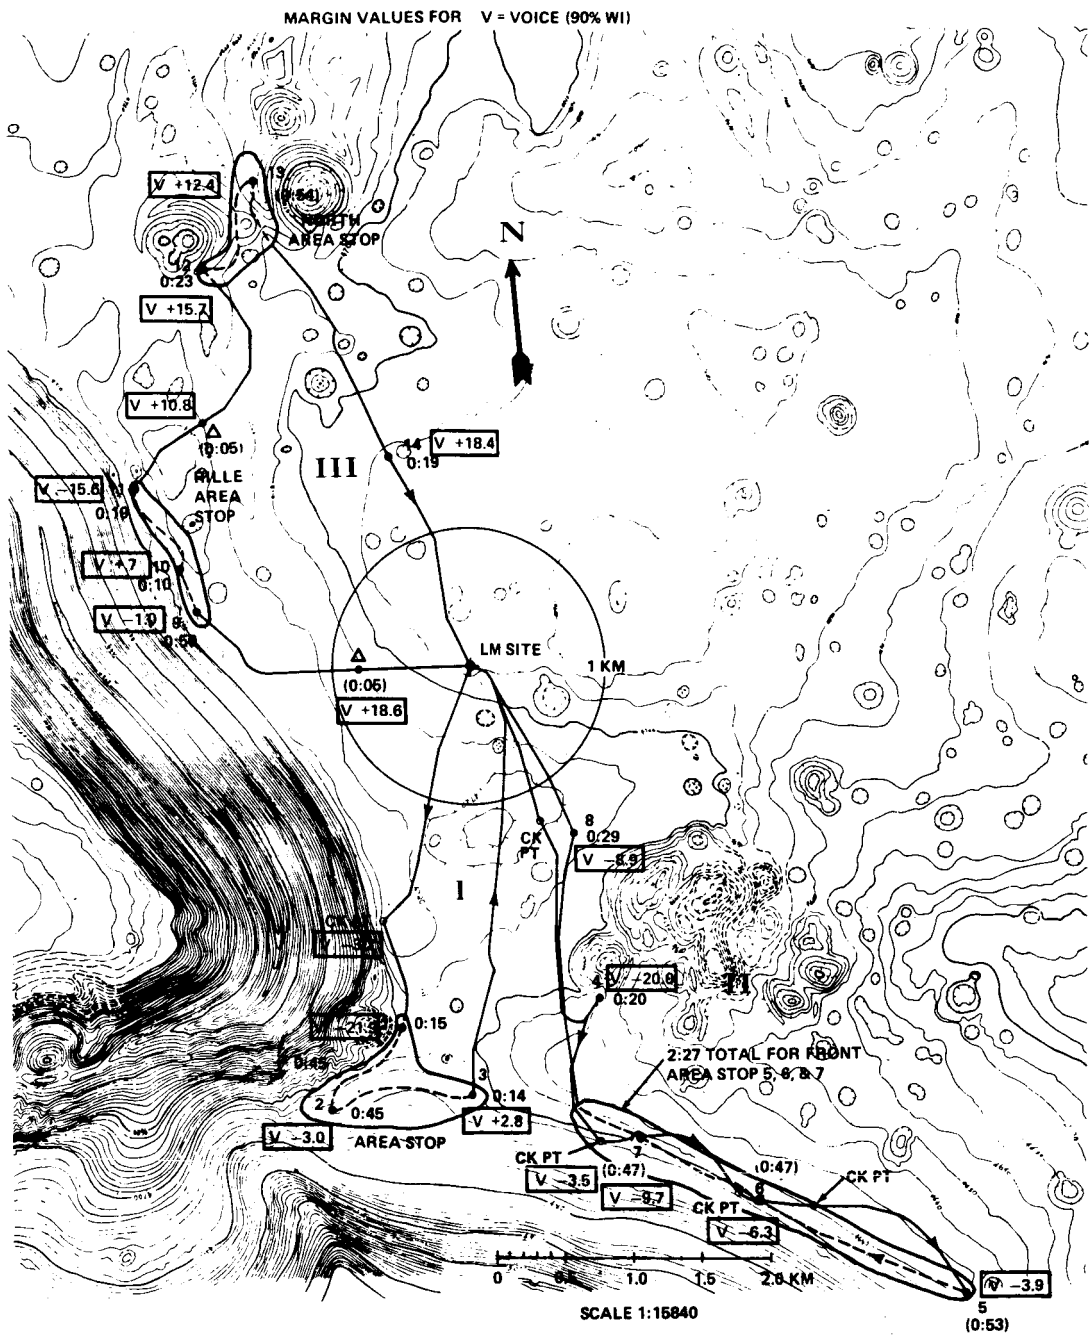 MARGIN VALUES FOR V = VOICE (90% WI)
V +12.4
13
NORTH
AREA STOP
N
0:23
V +15.7
V +10.8
(0:05)
14
V +18.4
0:19
III
RILLE
AREA
STOP
V -15.6
11
0:19
V +.7
10
0:10
V -1.0
LM SITE
1 KM
(0:05)
V +18.6
8
0:29
CK
PT
V -8.9
I
4
0:20
0:15
2:27 TOTAL FOR FRONT
AREA STOP 5, 6, & 7
0:45
3
0:14
2
0:45
V +2.8
AREA STOP
V -3.0
CK PT
7
(0:47)
(0:47)
6
CK PT
V -3.5
V -9.7
CK PT
V -6.3
V -3.9
5
(0:53)
0 0.5 1.0 1.5 2.0 KM
SCALE 1:15840